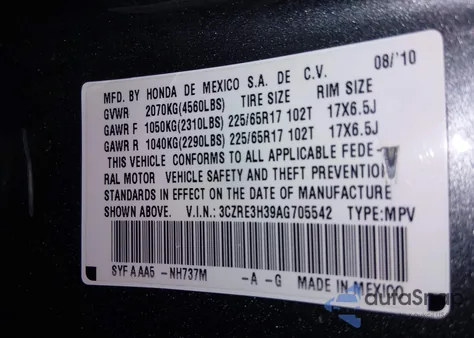 MFD. BY HONDA DE MEXICO S.A. DE C.V. 08/'10
GVWR 2070KG(4560LBS) TIRE SIZE RIM SIZE
GAWR F 1050KG(2310LBS) 225/65R17 102T 17X6.5J
GAWR R 1040KG(2290LBS) 225/65R17 102T 17X6.5J
THIS VEHICLE CONFORMS TO ALL APPLICABLE FEDE-
RAL MOTOR VEHICLE SAFETY AND THEFT PREVENTION
STANDARDS IN EFFECT ON THE DATE OF MANUFACTURE
SHOWN ABOVE. V.I.N.: 3CZRE3H39AG705542 TYPE:MPV
SYF A AA5 -NH737M -A -G MADE IN MEXICO
autoSnap